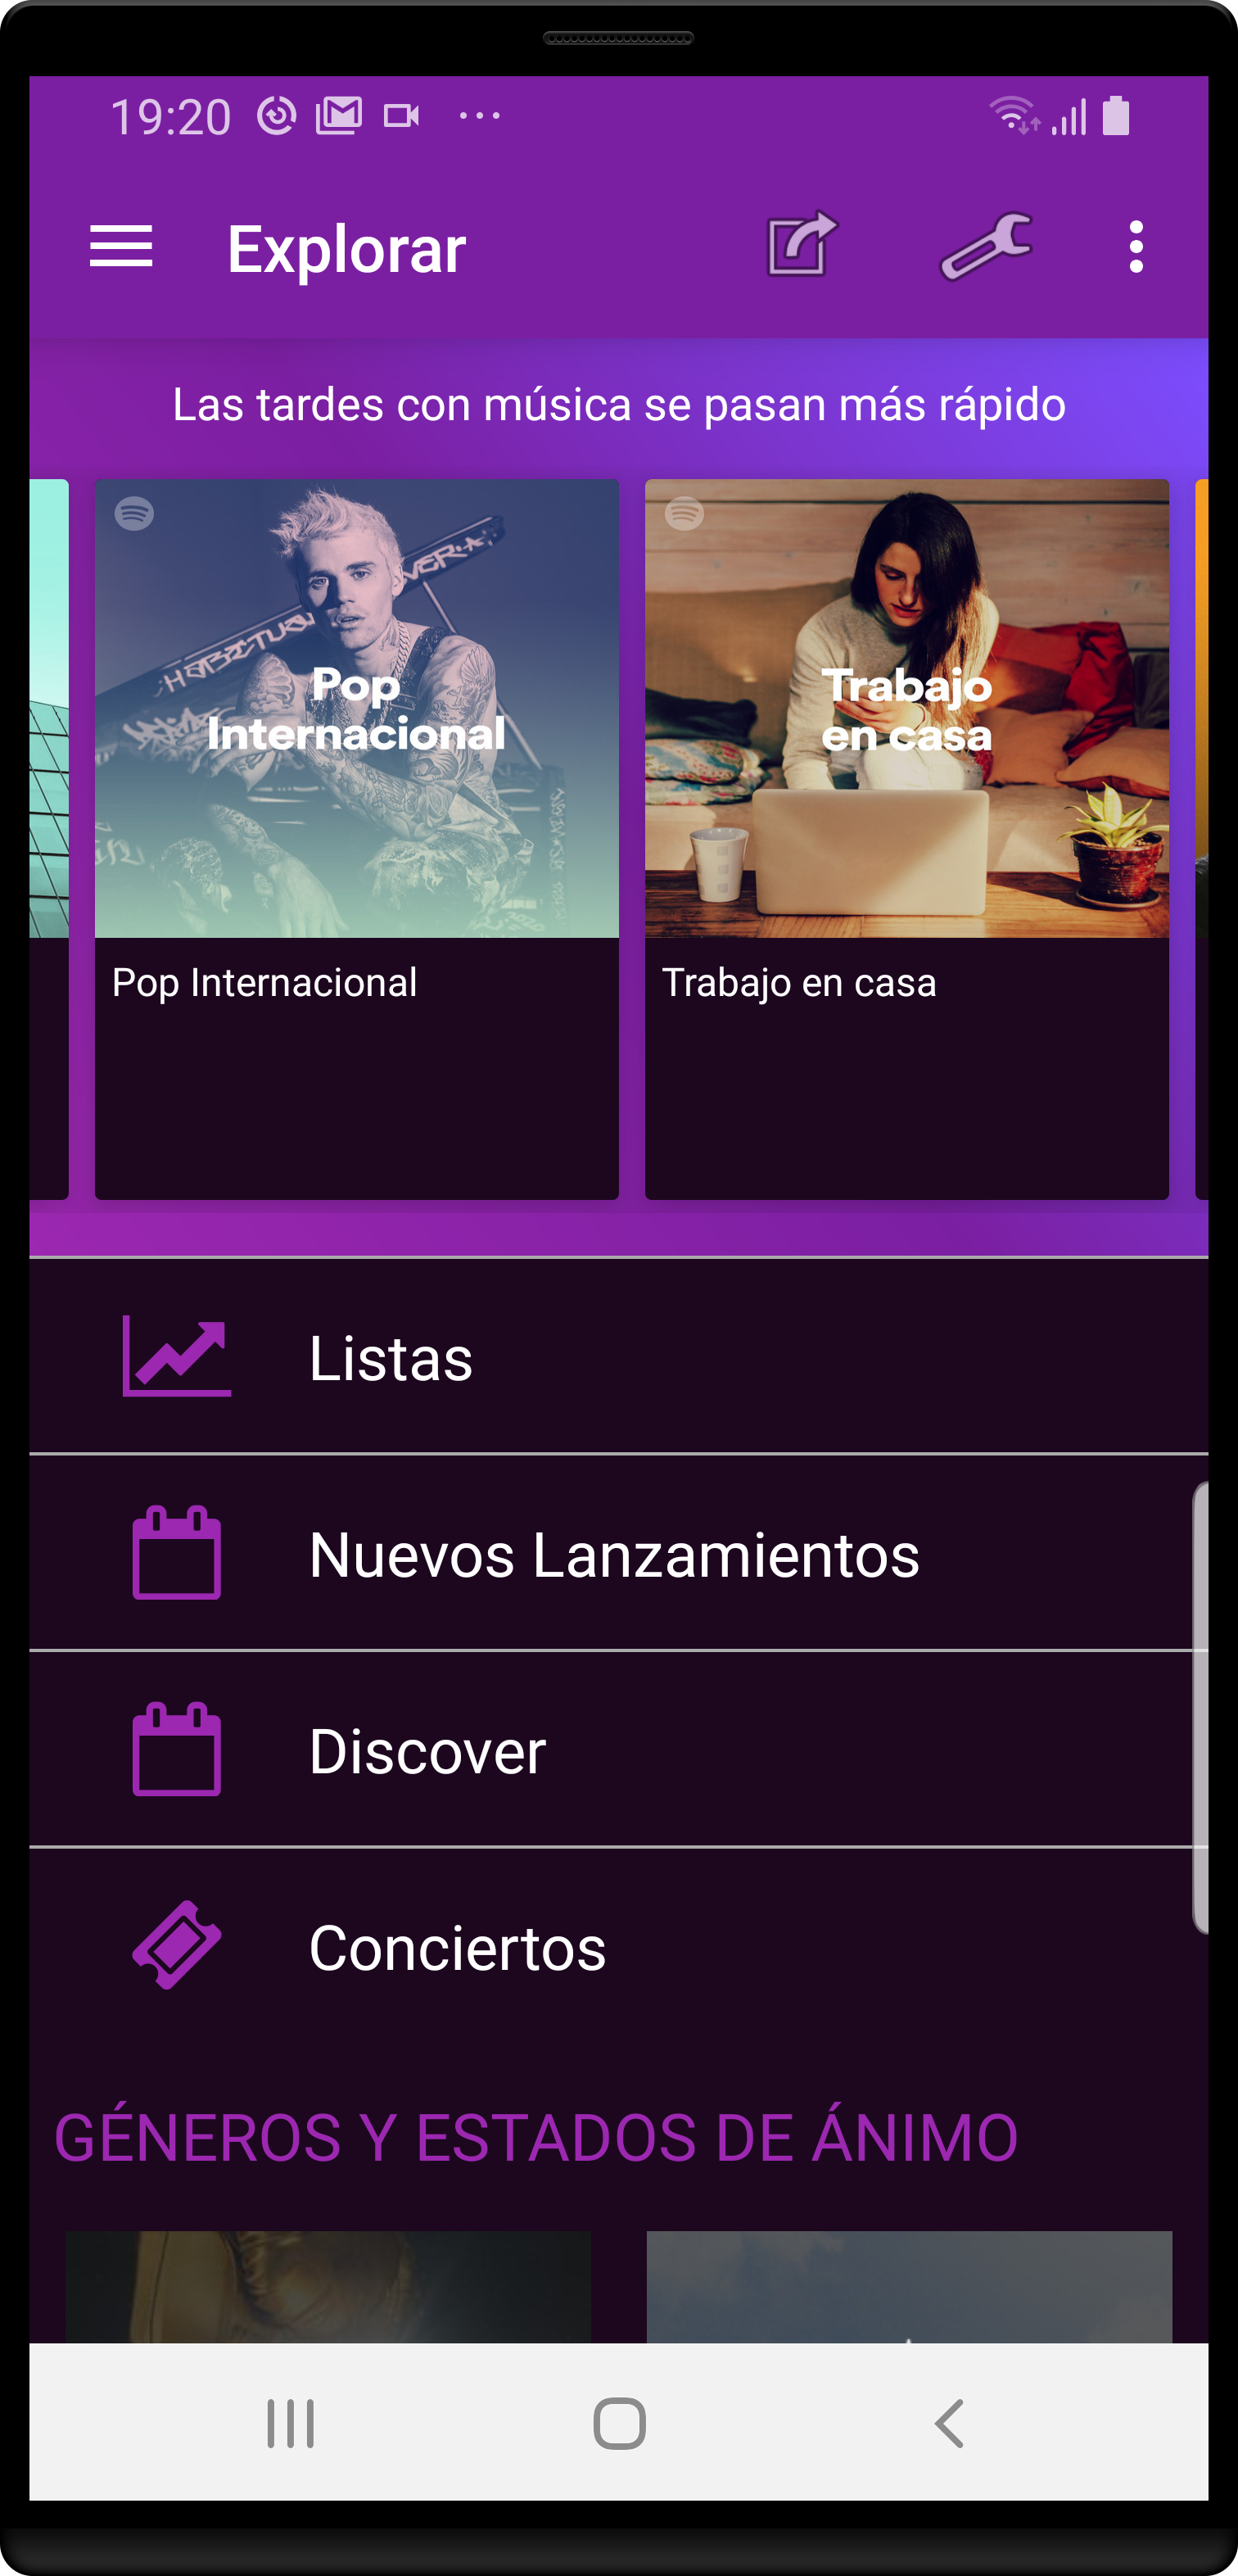 19:20
Explorar
Las tardes con música se pasan más rápido
HABITUAL
Pop
Internacional
Trabajo
en casa
Pop Internacional
Trabajo en casa
Listas
Nuevos Lanzamientos
Discover
Conciertos
GÉNEROS Y ESTADOS DE ÁNIMO